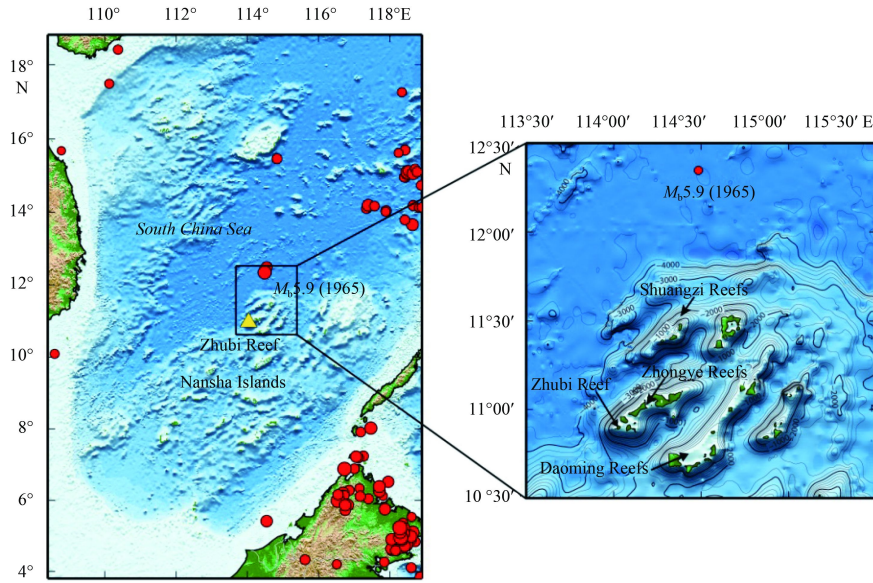 110°
112°
114°
116°
118°E
18°
N
16°
14°
12°
10°
8°
6°
4°
South China Sea
Mb5.9 (1965)
Zhubi Reef
Nansha Islands
113°30′
114°00′
114°30′
115°00′
115°30′ E
12°30′
N
12°00′
11°30′
11°00′
10°30′
Mb5.9 (1965)
4000
4000
3000
3000
2000
2000
1000
Shuangzi Reefs
Zhongye Reefs
Zhubi Reef
Daoming Reefs